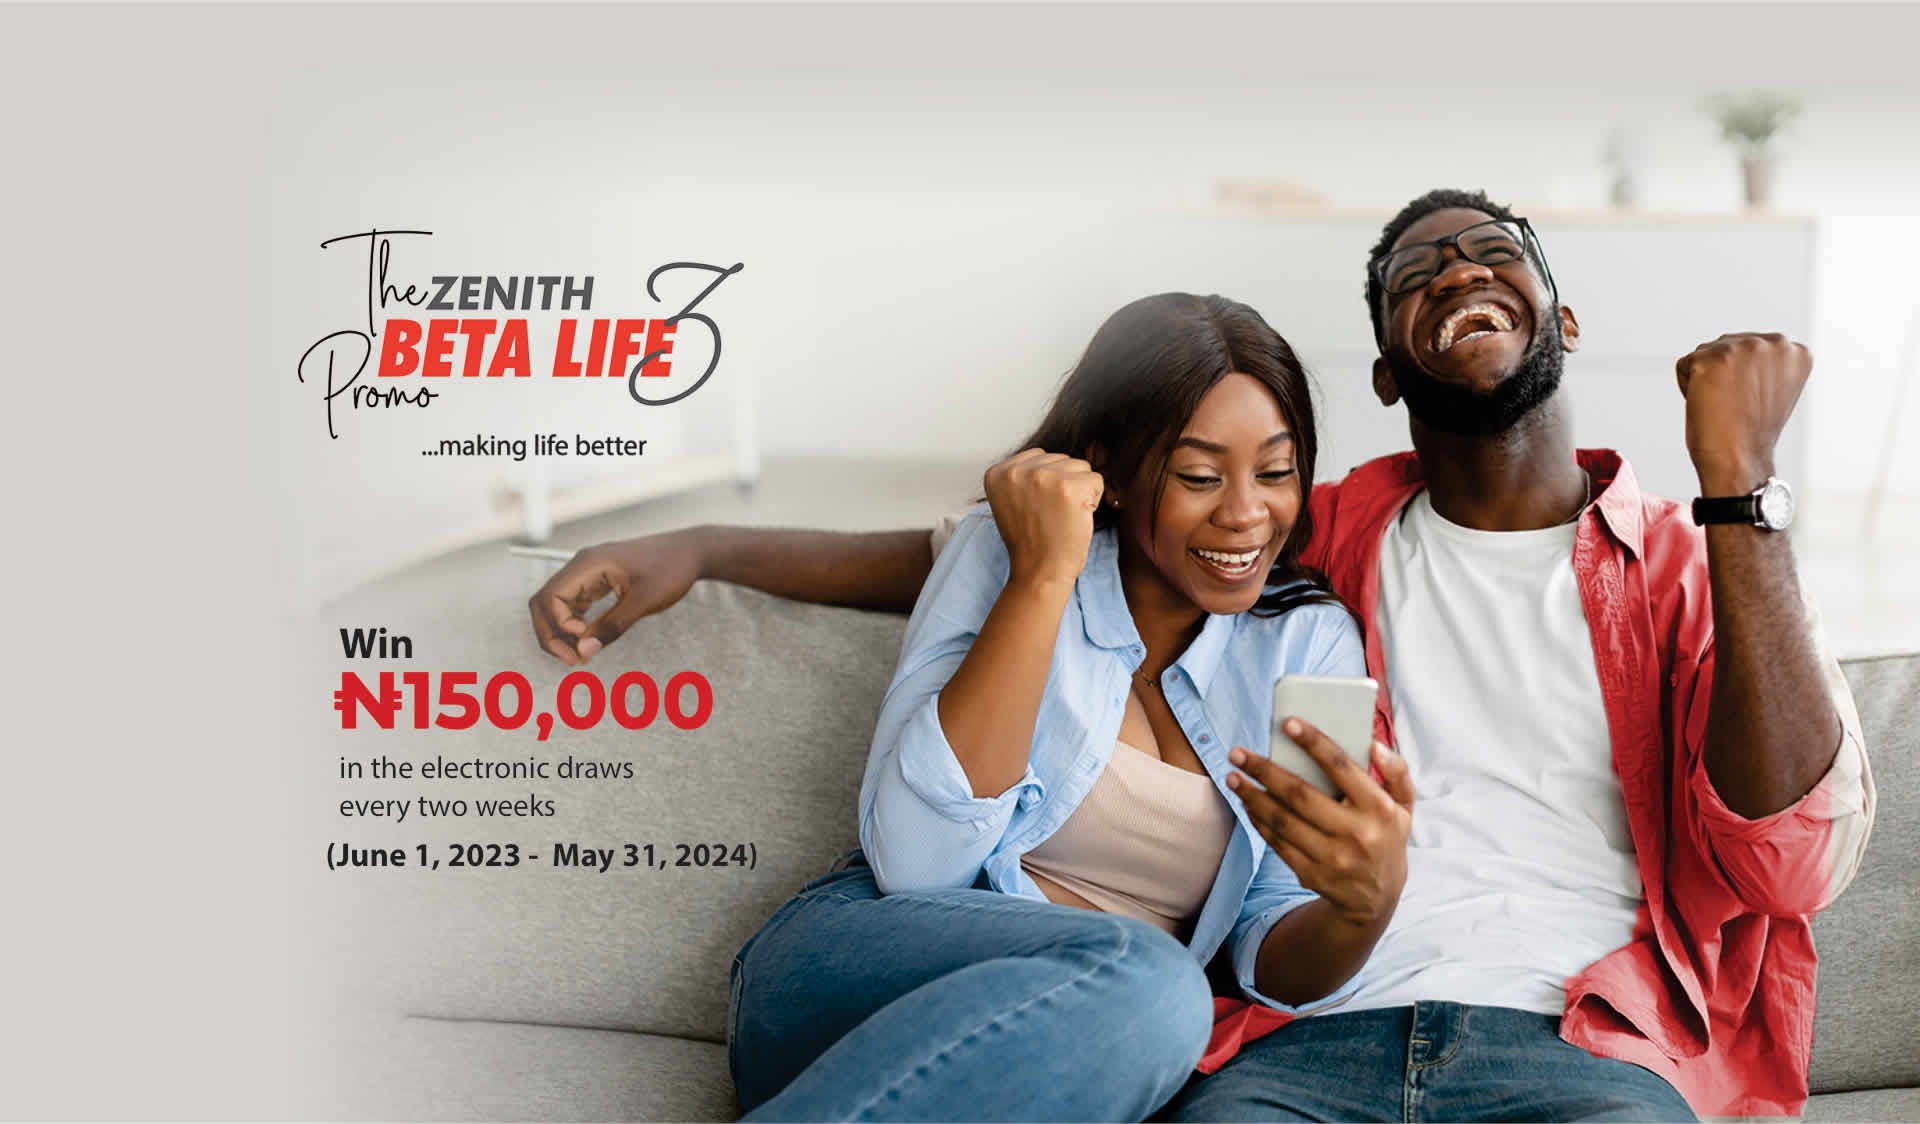 The ZENITH
BETA LIFE 3
Promo
...making life better
Win
₦150,000
in the electronic draws
every two weeks
(June 1, 2023 - May 31, 2024)